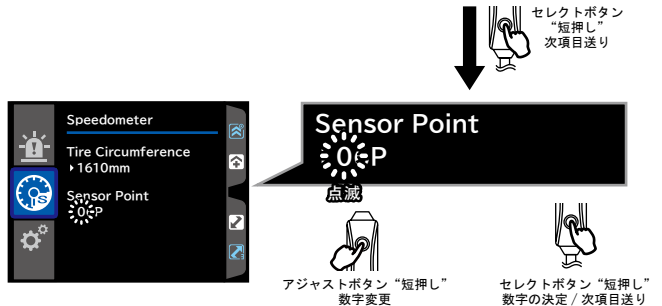 セレクトボタン
“短押し”
次項目送り
Speedometer
Tire Circumference
1610mm
Sensor Point
06P
S
Sensor Point
06P
点滅
アジャストボタン“短押し”
数字変更
セレクトボタン“短押し”
数字の決定 / 次項目送り